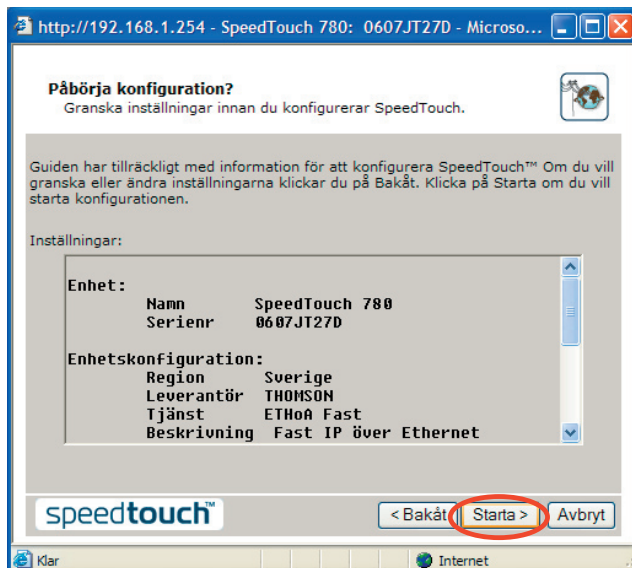 http://192.168.1.254 - SpeedTouch 780: 0607JT27D - Microso...
Påbörja konfiguration?
Granska inställningar innan du konfigurerar SpeedTouch.
Guiden har tillräckligt med information för att konfigurera SpeedTouch™ Om du vill
granska eller ändra inställningarna klickar du på Bakåt. Klicka på Starta om du vill
starta konfigurationen.
Inställningar:
Enhet:
Namn SpeedTouch 780
Serienr 0607JT27D
Enhetskonfiguration:
Region Sverige
Leverantör THOMSON
Tjänst ETHoA Fast
Beskrivning Fast IP över Ethernet
speedtouch™
< Bakåt Starta > Avbryt
Klar Internet